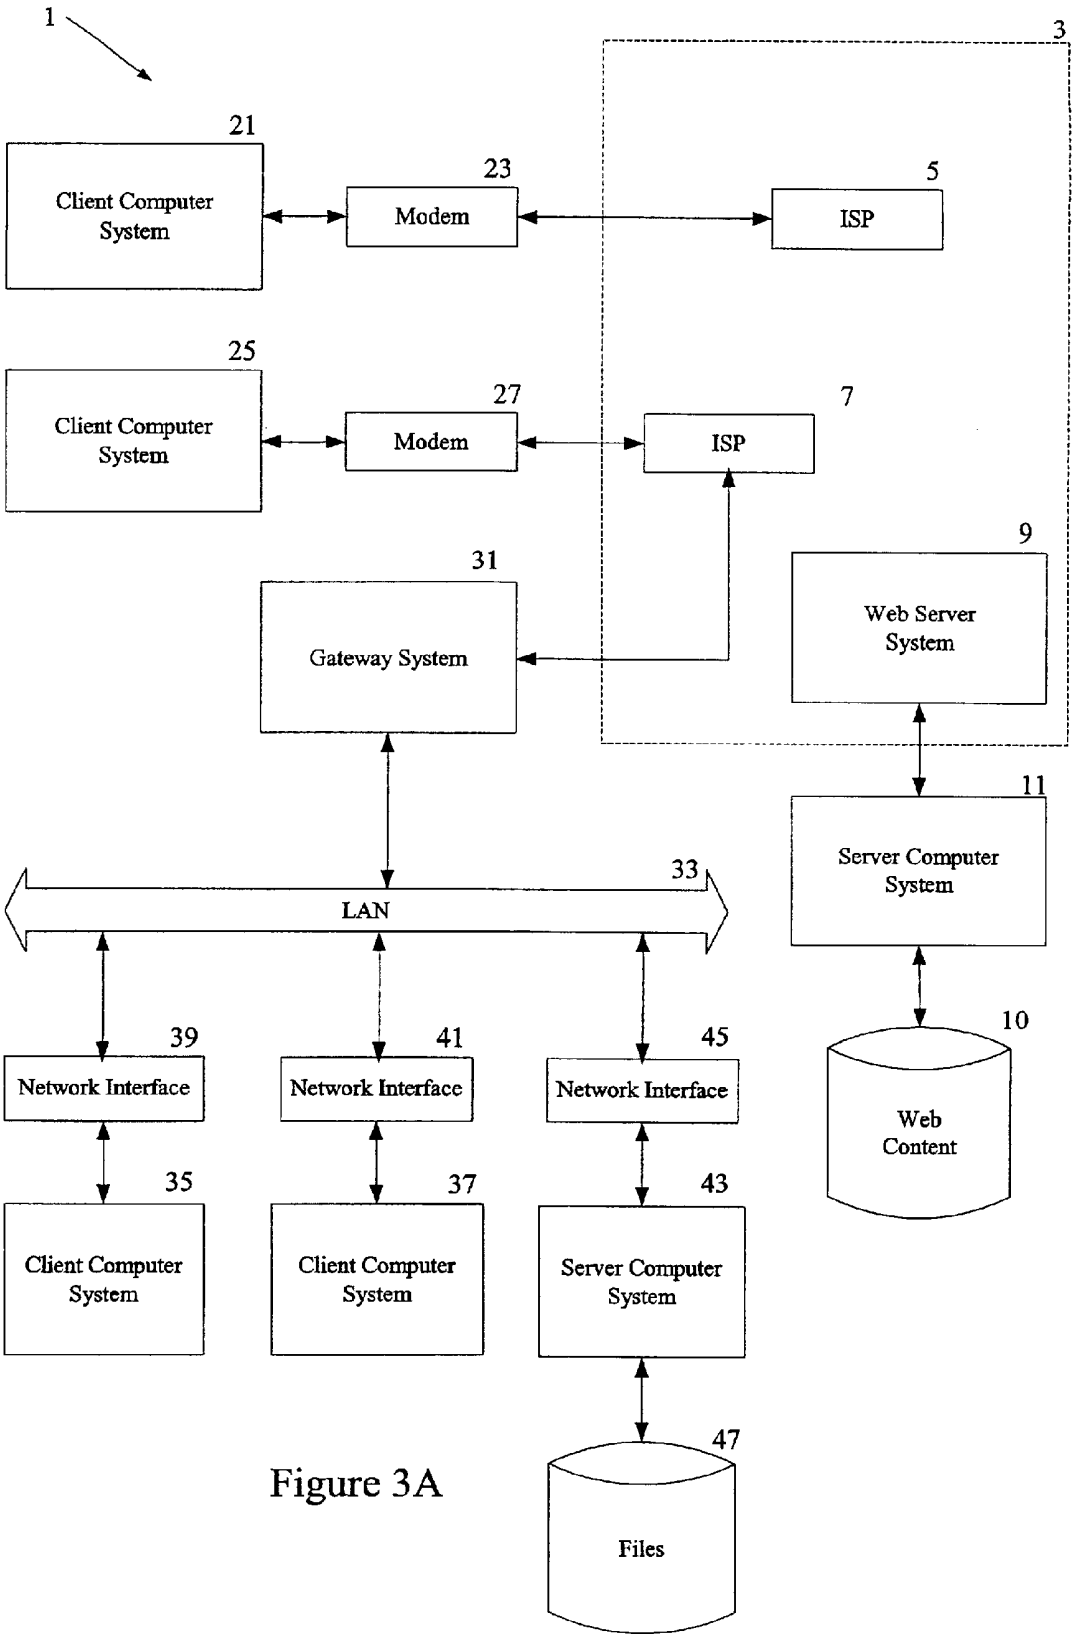 1
3
21
Client Computer
System
23
Modem
5
ISP
25
Client Computer
System
27
Modem
7
ISP
31
Gateway System
9
Web Server
System
11
Server Computer
System
33
LAN
10
Web
Content
39
Network Interface
41
Network Interface
45
Network Interface
35
Client Computer
System
37
Client Computer
System
43
Server Computer
System
47
Files
Figure 3A